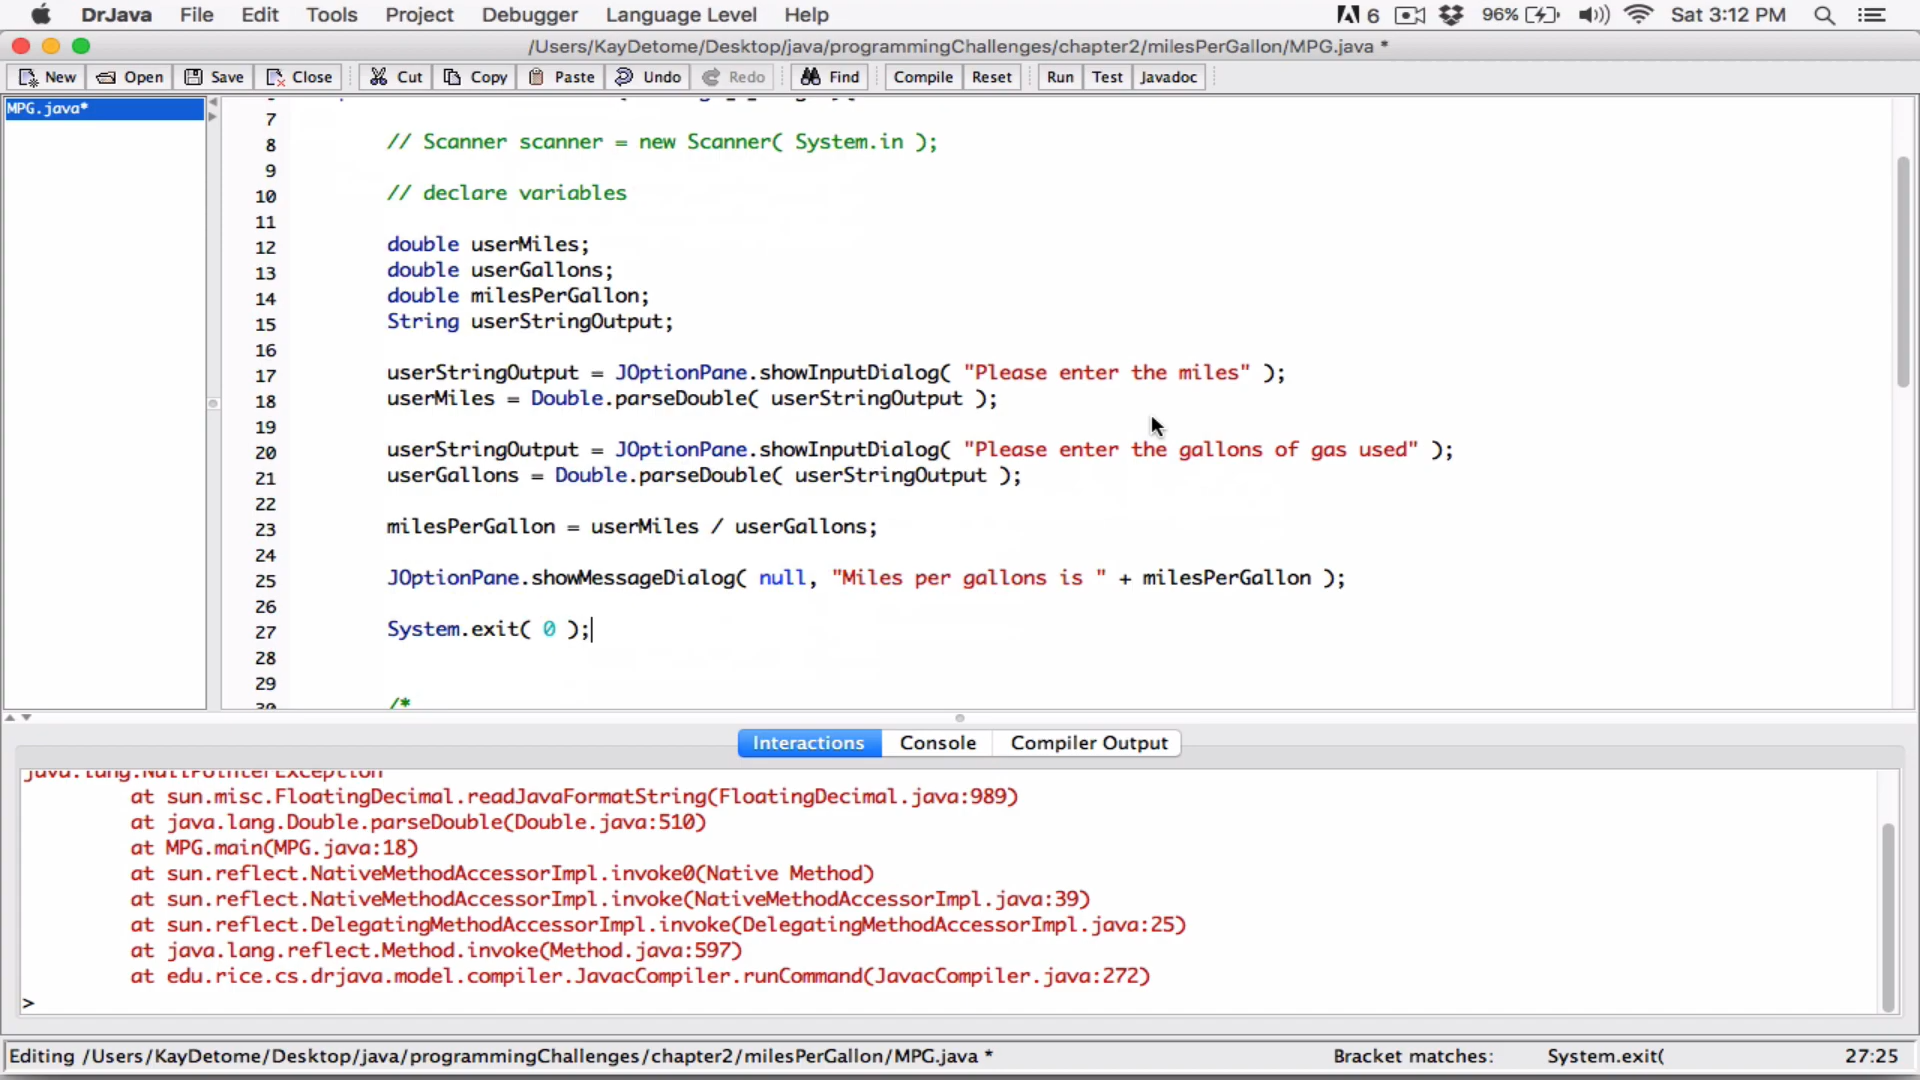 DrJava File Edit Tools Project Debugger Language Level Help 6 96% Sat 3:12 PM
/Users/KayDetome/Desktop/java/programmingChallenges/chapter2/milesPerGallon/MPG.java *
New Open Save Close Cut Copy Paste Undo Redo Find Compile Reset Run Test Javadoc
MPG.java*
7
8 // Scanner scanner = new Scanner( System.in );
9
10 // declare variables
11
12 double userMiles;
13 double userGallons;
14 double milesPerGallon;
15 String userStringOutput;
16
17 userStringOutput = JOptionPane.showInputDialog( "Please enter the miles" );
18 userMiles = Double.parseDouble( userStringOutput );
19
20 userStringOutput = JOptionPane.showInputDialog( "Please enter the gallons of gas used" );
21 userGallons = Double.parseDouble( userStringOutput );
22
23 milesPerGallon = userMiles / userGallons;
24
25 JOptionPane.showMessageDialog( null, "Miles per gallons is " + milesPerGallon );
26
27 System.exit( 0 );
28
29
30 /*
Interactions Console Compiler Output
java.lang.NullPointerException
at sun.misc.FloatingDecimal.readJavaFormatString(FloatingDecimal.java:989)
at java.lang.Double.parseDouble(Double.java:510)
at MPG.main(MPG.java:18)
at sun.reflect.NativeMethodAccessorImpl.invoke0(Native Method)
at sun.reflect.NativeMethodAccessorImpl.invoke(NativeMethodAccessorImpl.java:39)
at sun.reflect.DelegatingMethodAccessorImpl.invoke(DelegatingMethodAccessorImpl.java:25)
at java.lang.reflect.Method.invoke(Method.java:597)
at edu.rice.cs.drjava.model.compiler.JavacCompiler.runCommand(JavacCompiler.java:272)
>
Editing /Users/KayDetome/Desktop/java/programmingChallenges/chapter2/milesPerGallon/MPG.java * Bracket matches: System.exit( 27:25